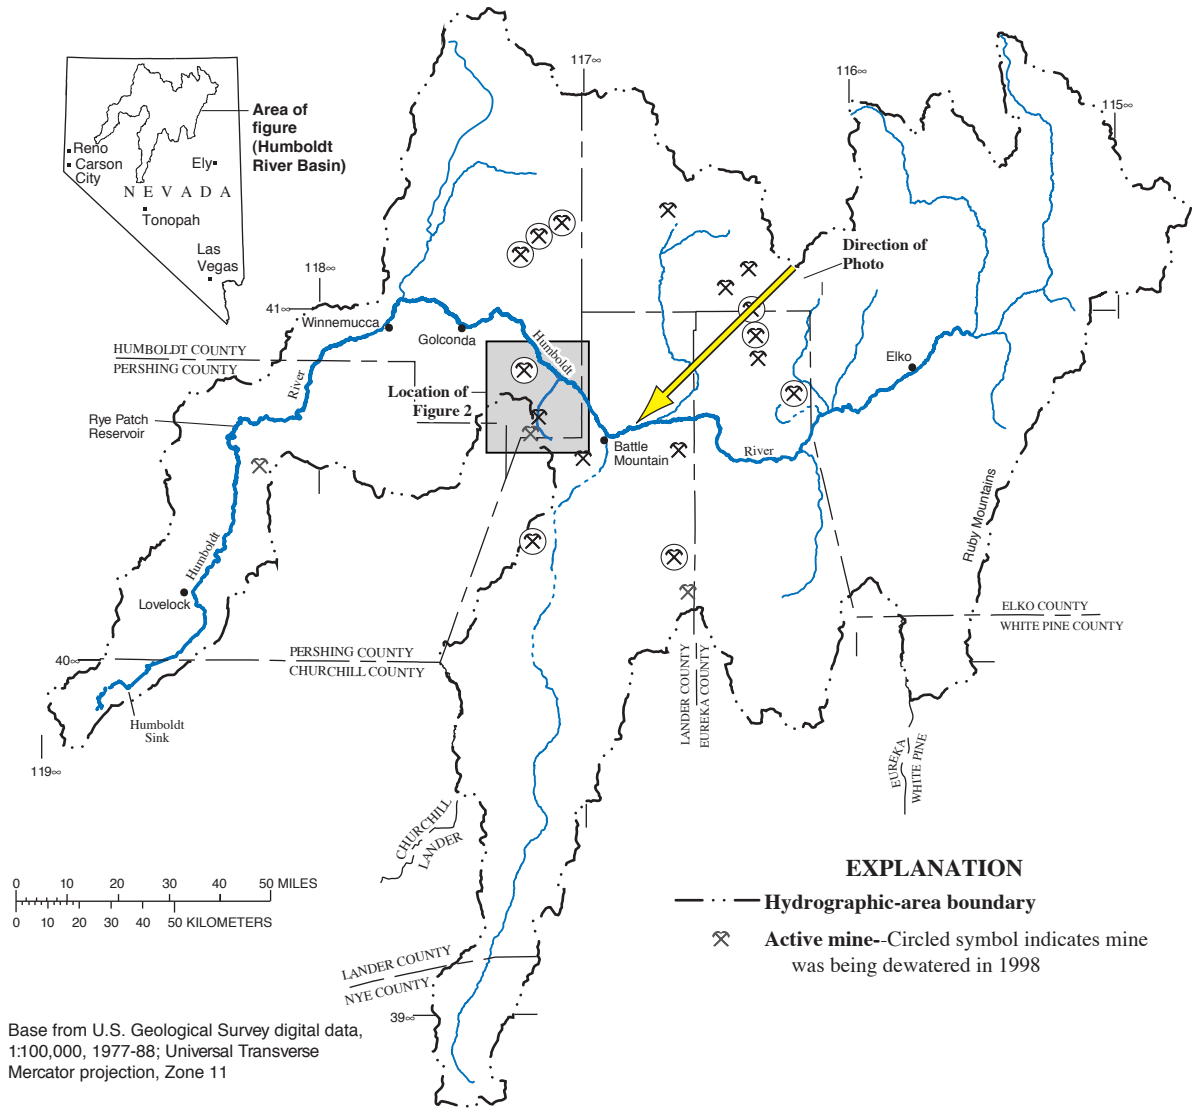 117∞
116∞
115∞
Area of
figure
(Humboldt
River Basin)
Reno
Carson
City
Ely
NEVADA
Tonopah
Las
Vegas
118∞
41∞
Winnemucca
Golconda
Humboldt
Direction of
Photo
HUMBOLDT COUNTY
PERSHING COUNTY
River
Location of
Figure 2
Elko
Rye Patch
Reservoir
Battle
Mountain
River
Ruby Mountains
Humboldt
Lovelock
ELKO COUNTY
WHITE PINE COUNTY
40∞
PERSHING COUNTY
CHURCHILL COUNTY
LANDER COUNTY
EUREKA COUNTY
Humboldt
Sink
EUREKA
WHITE PINE
119∞
CHURCHILL
LANDER
0 10 20 30 40 50 MILES
0 10 20 30 40 50 KILOMETERS
EXPLANATION
Hydrographic-area boundary
Active mine--Circled symbol indicates mine
was being dewatered in 1998
LANDER COUNTY
NYE COUNTY
39∞
Base from U.S. Geological Survey digital data,
1:100,000, 1977-88; Universal Transverse
Mercator projection, Zone 11